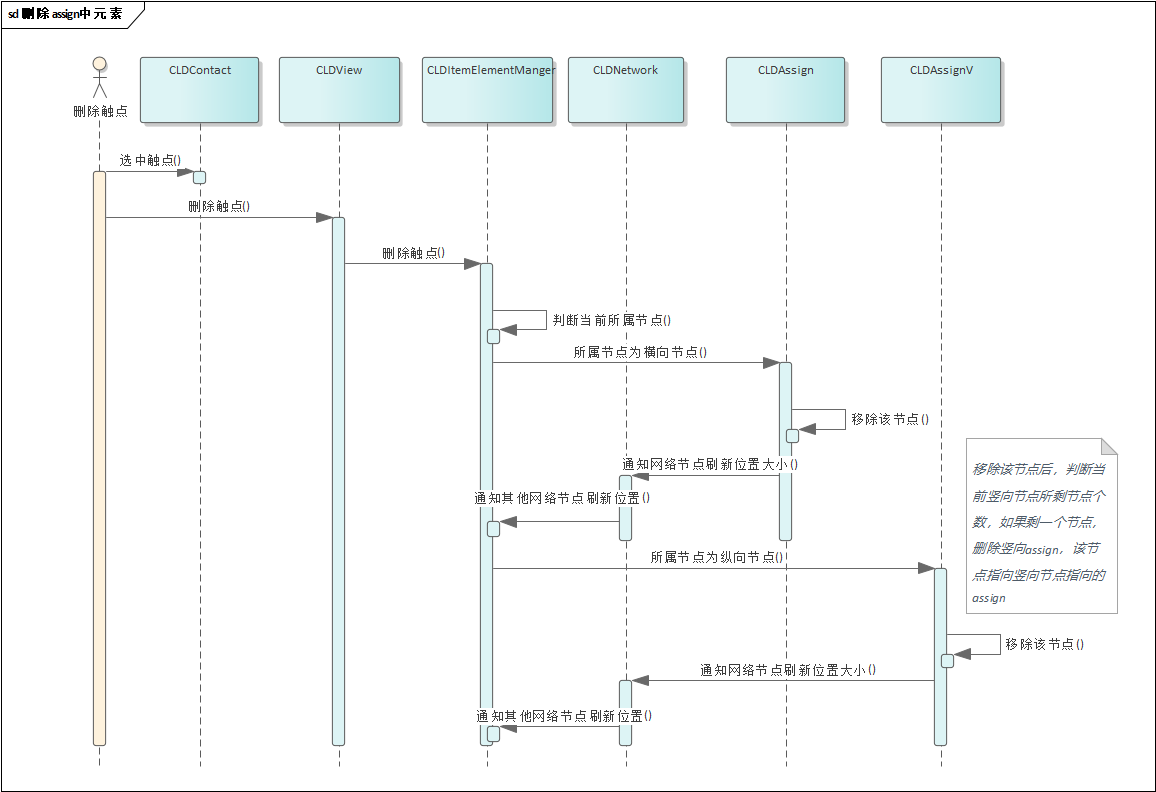 sd 删除assign中元素
删除触点
CLDContact
CLDView
CLDItemElementManger
CLDNetwork
CLDAssign
CLDAssignV
选中触点()
删除触点()
删除触点()
判断当前所属节点()
所属节点为横向节点()
移除该节点()
通知网络节点刷新位置大小()
通知其他网络节点刷新位置()
所属节点为纵向节点()
移除该节点后，判断当
前竖向节点所剩节点个
数，如果剩一个节点，
删除竖向assign，该节
点指向竖向节点指向的
assign
移除该节点()
通知网络节点刷新位置大小()
通知其他网络节点刷新位置()